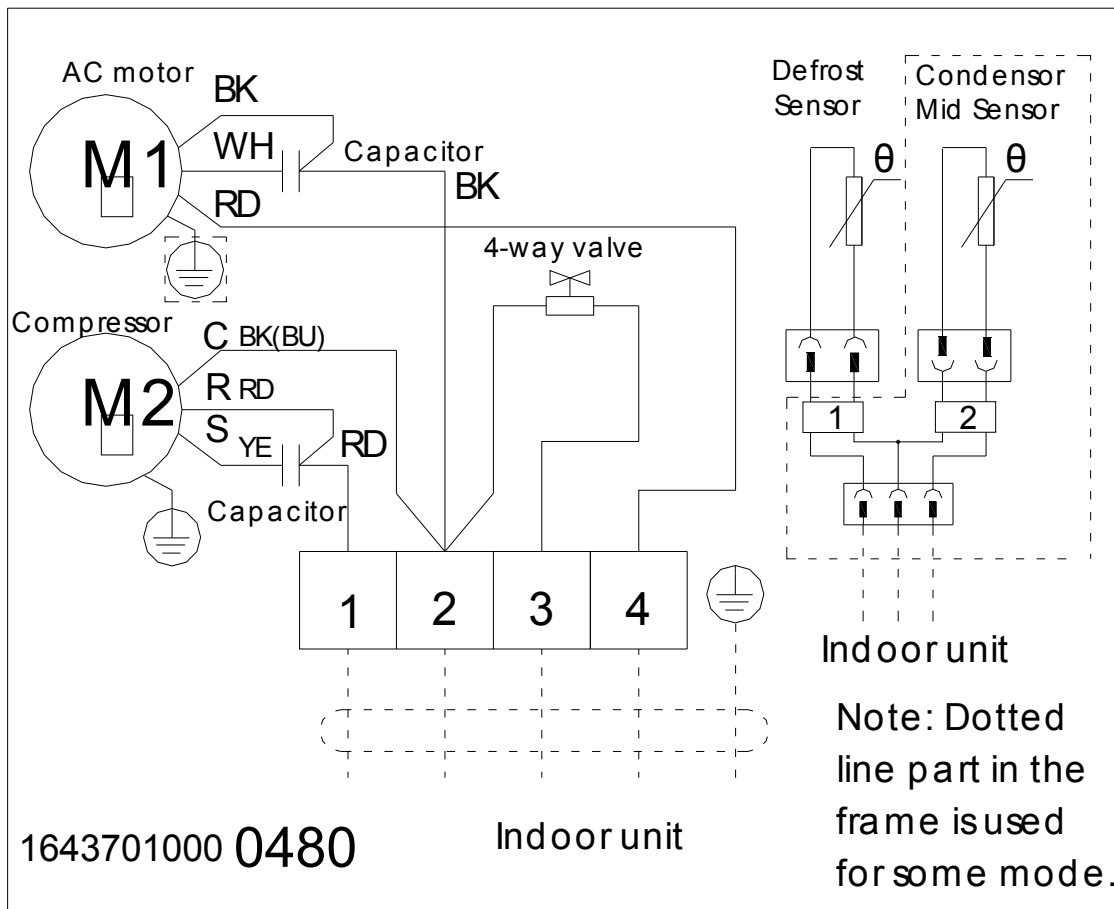 AC motor
M1
BK
WH
Capacitor
BK
RD
4-way valve
Compressor
M2
C BK(BU)
R RD
S YE
RD
Capacitor
1 2 3 4
Indoor unit
1643701000 0480
Defrost
Sensor
Condensor
Mid Sensor
θ θ
1 2
Indoor unit
Note: Dotted
line part in the
frame is used
for some mode.